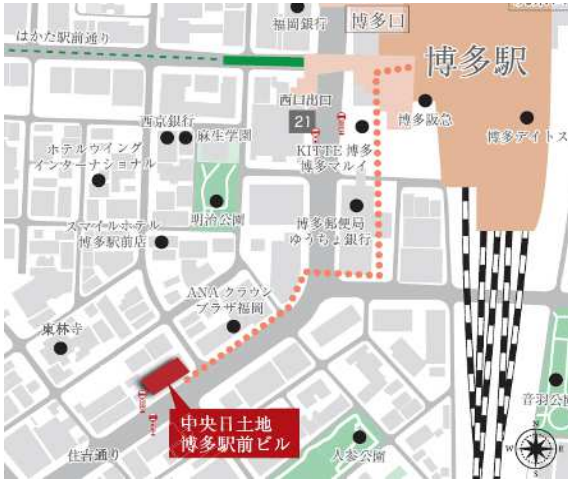 福岡銀行
博多口
はかた駅前通り
博多駅
西口出口
21
西京銀行
麻生学園
博多阪急
博多デイトス
KITTE 博多
博多マルイ
ホテルウイング
インターナショナル
明治公園
博多郵便局
ゆうちょ銀行
スマイルホテル
博多駅前店
ANAクラウン
プラザ福岡
東林寺
音羽公園
中央日土地
博多駅前ビル
住吉通り
人参公園
N
W
E
S